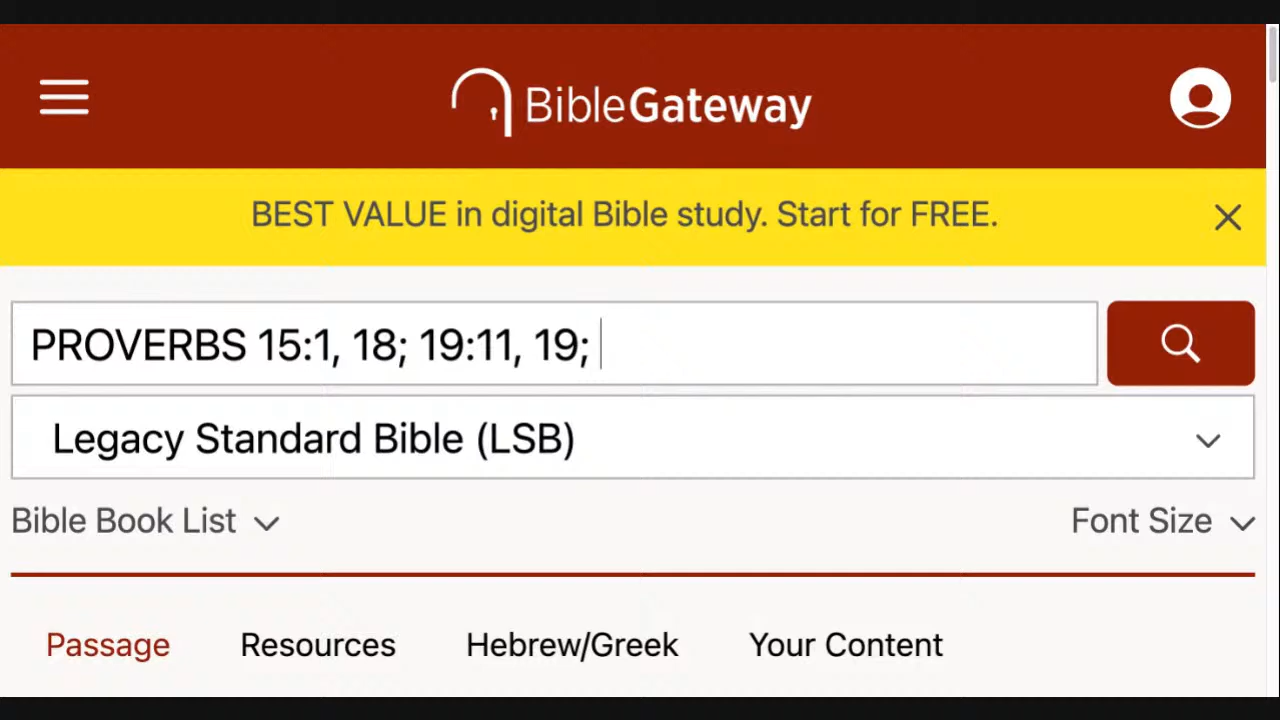 BibleGateway
BEST VALUE in digital Bible study. Start for FREE.
PROVERBS 15:1, 18; 19:11, 19;
Legacy Standard Bible (LSB)
Bible Book List
Font Size
Passage
Resources
Hebrew/Greek
Your Content